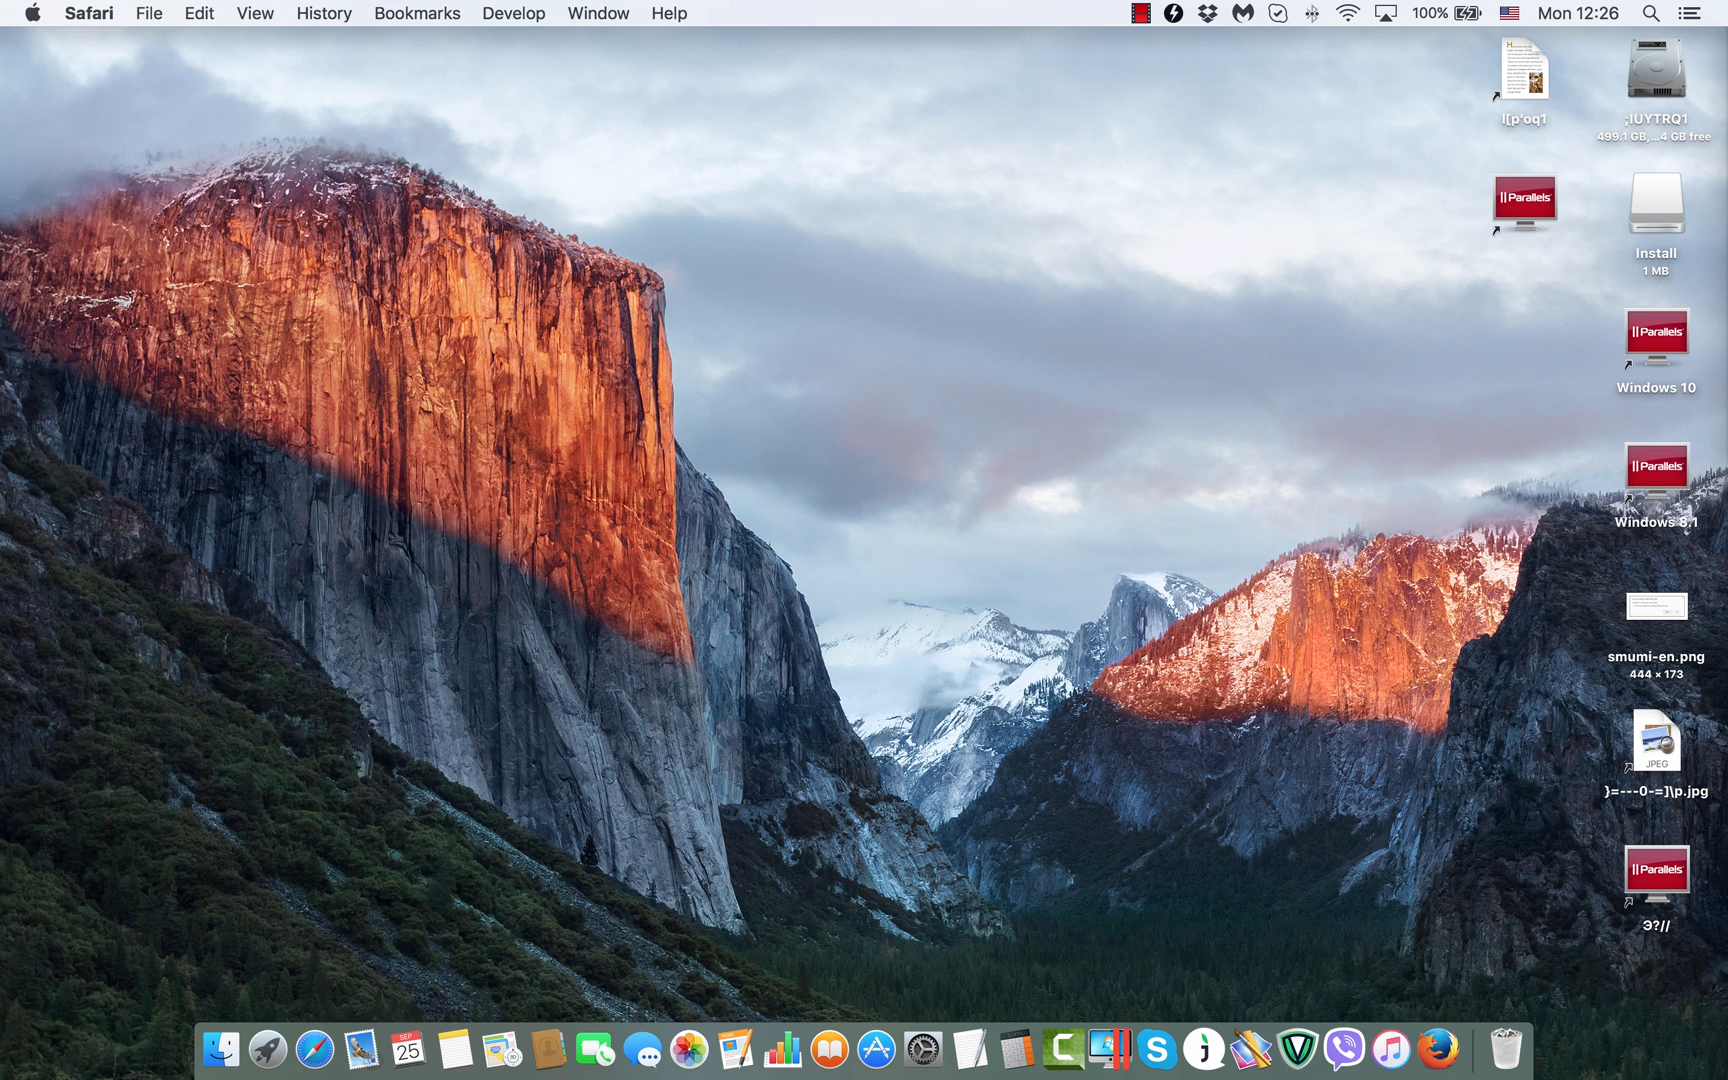 Safari File Edit View History Bookmarks Develop Window Help 100% Mon 12:26
l[p'oq1
;IUYTRQ1
499.1 GB,...4 GB free
Parallels
Install
1 MB
Parallels
Windows 10
Parallels
Windows 8.1
smumi-en.png
444 × 173
JPEG
}=---0-=]\p.jpg
Parallels
Э?//
SEP
25